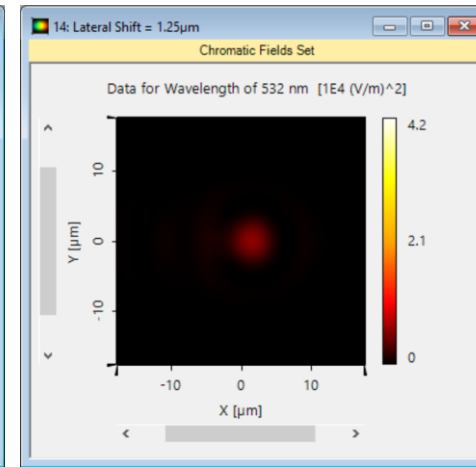 14: Lateral Shift = 1.25µm
Chromatic Fields Set
Data for Wavelength of 532 nm [1E4 (V/m)^2]
4.2
2.1
0
10
0
-10
Y [µm]
-10 0 10
X [µm]